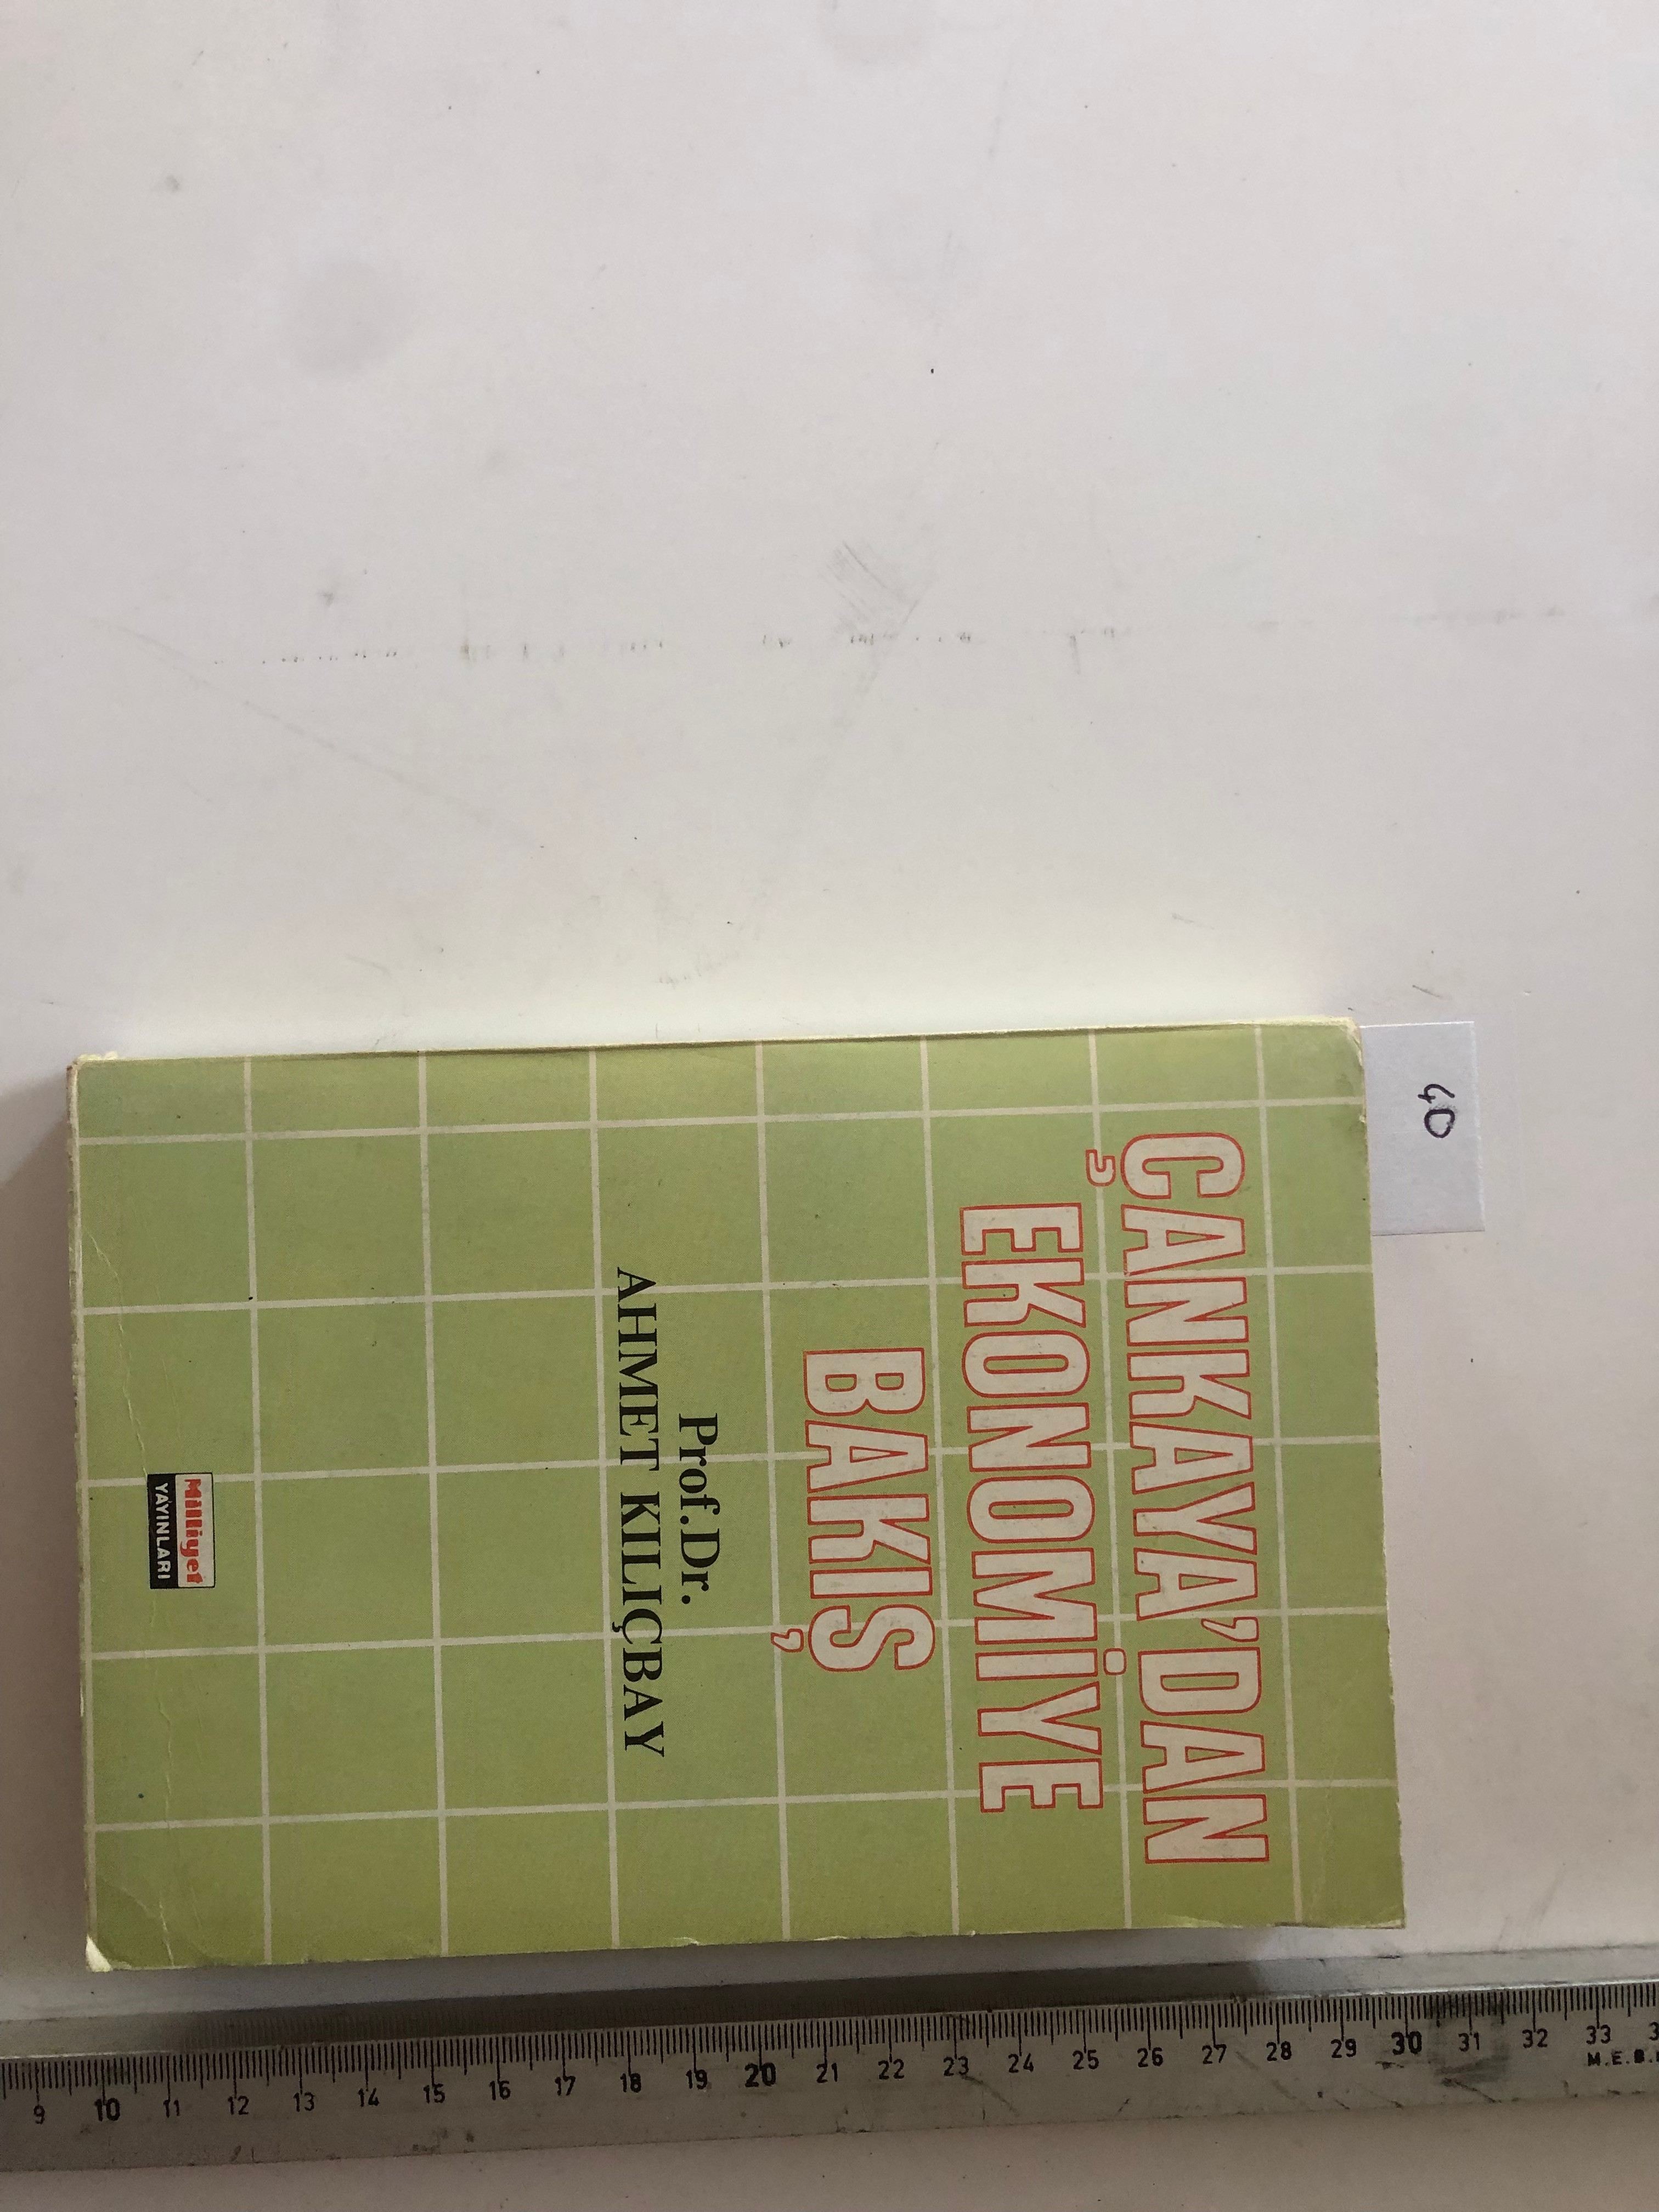 40
ÇANKAYA'DAN
EKONOMİYE
BAKIŞ
Prof.Dr.
AHMET KILIÇBAY
Milliyet
YAYINLARI
9 10 11 12 13 14 15 16 17 18 19 20 21 22 23 24 25 26 27 28 29 30 31 32 33
M.E.B.